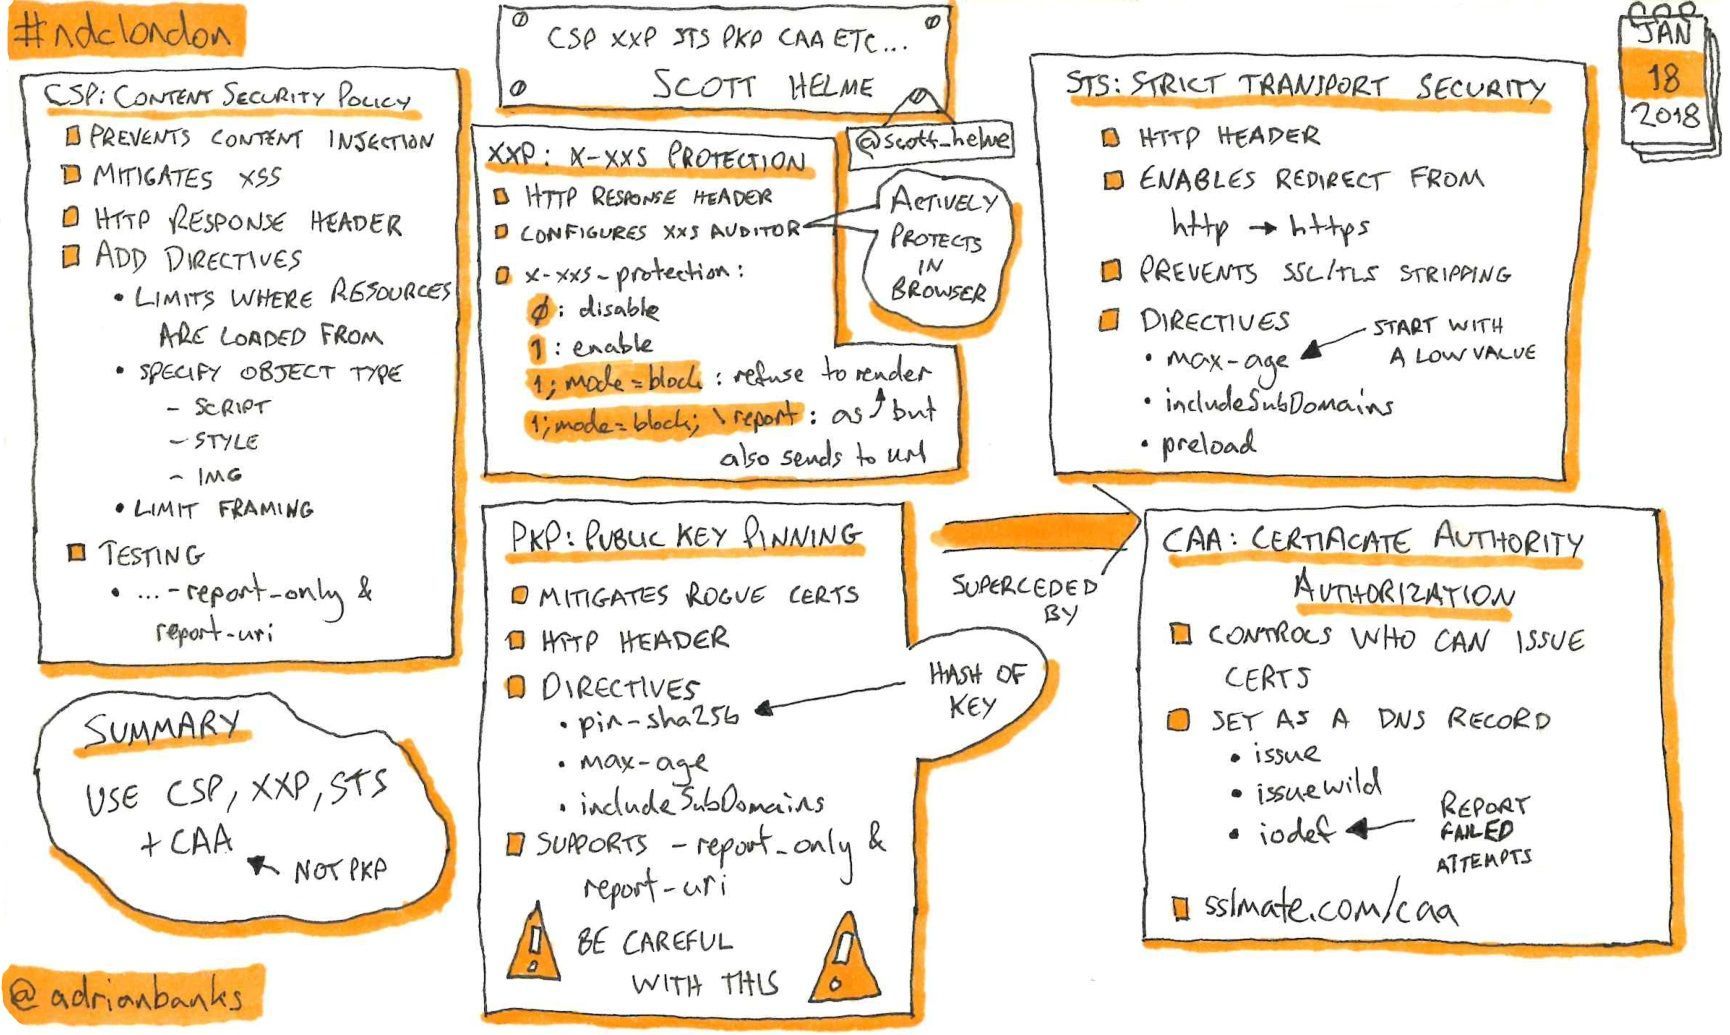 #ndclondon
CSP XXP STS PKP CAA ETC...
SCOTT HELME
@scott_helme
JAN
18
2018
CSP: CONTENT SECURITY POLICY
PREVENTS CONTENT INJECTION
MITIGATES XSS
HTTP RESPONSE HEADER
ADD DIRECTIVES
• LIMITS WHERE RESOURCES
ARE LOADED FROM
• SPECIFY OBJECT TYPE
- SCRIPT
- STYLE
- IMG
• LIMIT FRAMING
TESTING
• ...-report-only &
report-uri
XXP: X-XXS PROTECTION
HTTP RESPONSE HEADER
CONFIGURES XXS AUDITOR
ACTIVELY
PROTECTS
IN
BROWSER
x-xxs-protection:
0: disable
1: enable
1; mode=block: refuse to render
1; mode=block; \report: as but
also sends to url
STS: STRICT TRANSPORT SECURITY
HTTP HEADER
ENABLES REDIRECT FROM
http → https
PREVENTS SSL/TLS STRIPPING
DIRECTIVES
• max-age
START WITH
A LOW VALUE
• includeSubDomains
• preload
PKP: PUBLIC KEY PINNING
MITIGATES ROGUE CERTS
HTTP HEADER
DIRECTIVES
• pin-sha256
HASH OF
KEY
• max-age
• includeSubDomains
SUPPORTS -report-only &
report-uri
BE CAREFUL
WITH THIS
SUPERCEDED
BY
CAA: CERTIFICATE AUTHORITY
AUTHORIZATION
CONTROLS WHO CAN ISSUE
CERTS
SET AS A DNS RECORD
• issue
• issuewild
• iodef
REPORT
FAILED
ATTEMPTS
sslmate.com/caa
SUMMARY
USE CSP, XXP, STS
+ CAA
NOT PKP
@adrianbanks